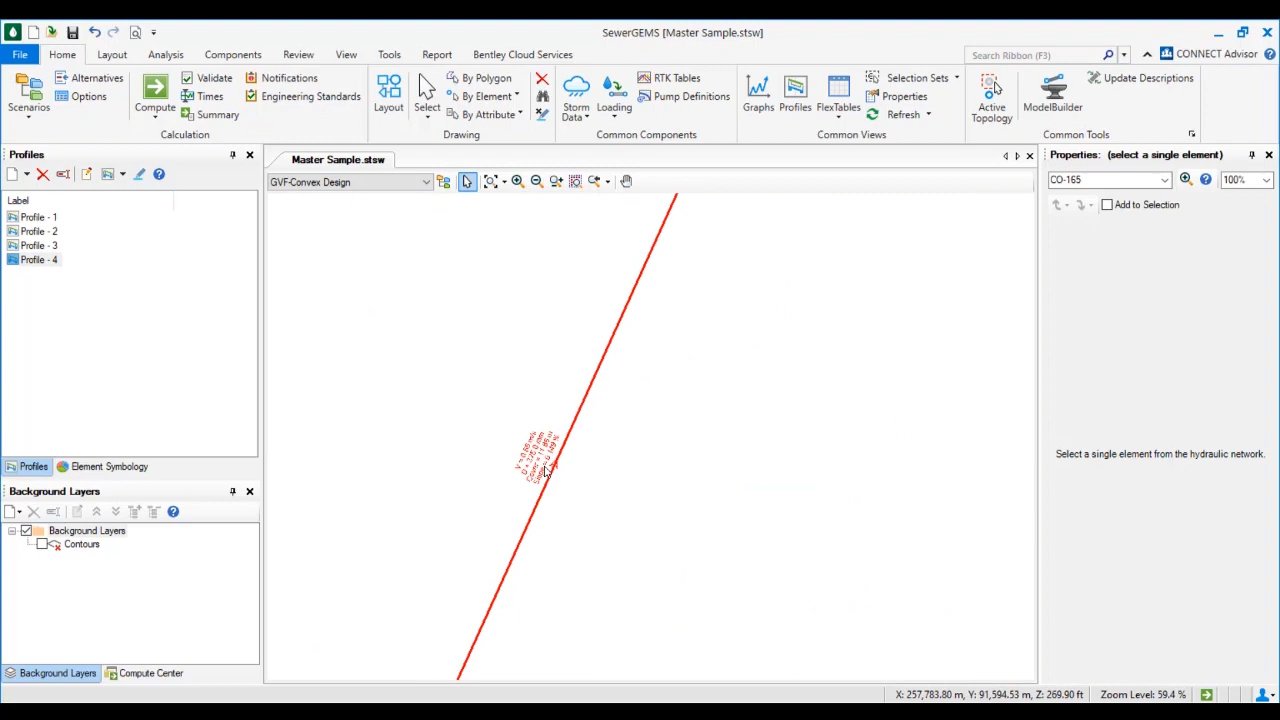 SewerGEMS [Master Sample.stsw]
File Home Layout Analysis Components Review View Tools Report Bentley Cloud Services
Search Ribbon (F3) CONNECT Advisor
Scenarios
Alternatives
Options
Compute
Validate
Times
Summary
Notifications
Engineering Standards
Calculation
Layout
Select
By Polygon
By Element
By Attribute
Drawing
Storm Data
Loading
RTK Tables
Pump Definitions
Common Components
Graphs
Profiles
FlexTables
Selection Sets
Properties
Refresh
Common Views
Active Topology
ModelBuilder
Update Descriptions
Common Tools
Profiles
Label
Profile - 1
Profile - 2
Profile - 3
Profile - 4
Profiles Element Symbology
Background Layers
Background Layers
Contours
Background Layers Compute Center
Master Sample.stsw
GVF-Convex Design
Properties: (select a single element)
CO-165 100%
Add to Selection
Select a single element from the hydraulic network.
X: 257,783.80 m, Y: 91,594.53 m, Z: 269.90 ft Zoom Level: 59.4 %